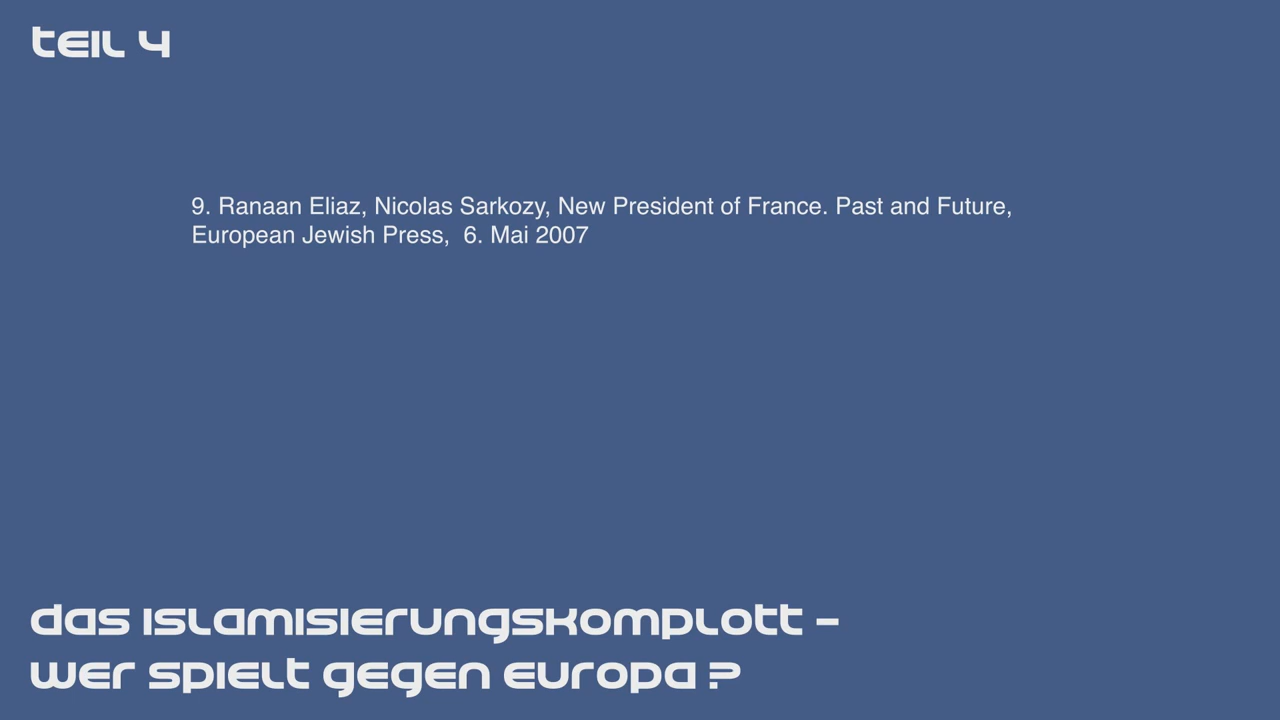 Teil 4
9. Ranaan Eliaz, Nicolas Sarkozy, New President of France. Past and Future,
European Jewish Press,  6. Mai 2007
das Islamisierungskomplott –
wer spielt gegen Europa ?